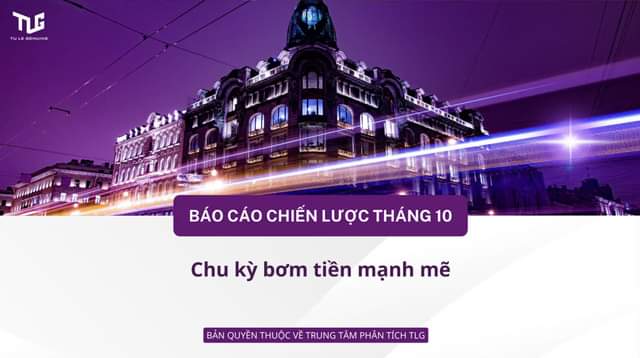 TLG
TU LE GENUINE
BÁO CÁO CHIẾN LƯỢC THÁNG 10
Chu kỳ bơm tiền mạnh mẽ
BẢN QUYỀN THUỘC VỀ TRUNG TÂM PHÂN TÍCH TLG